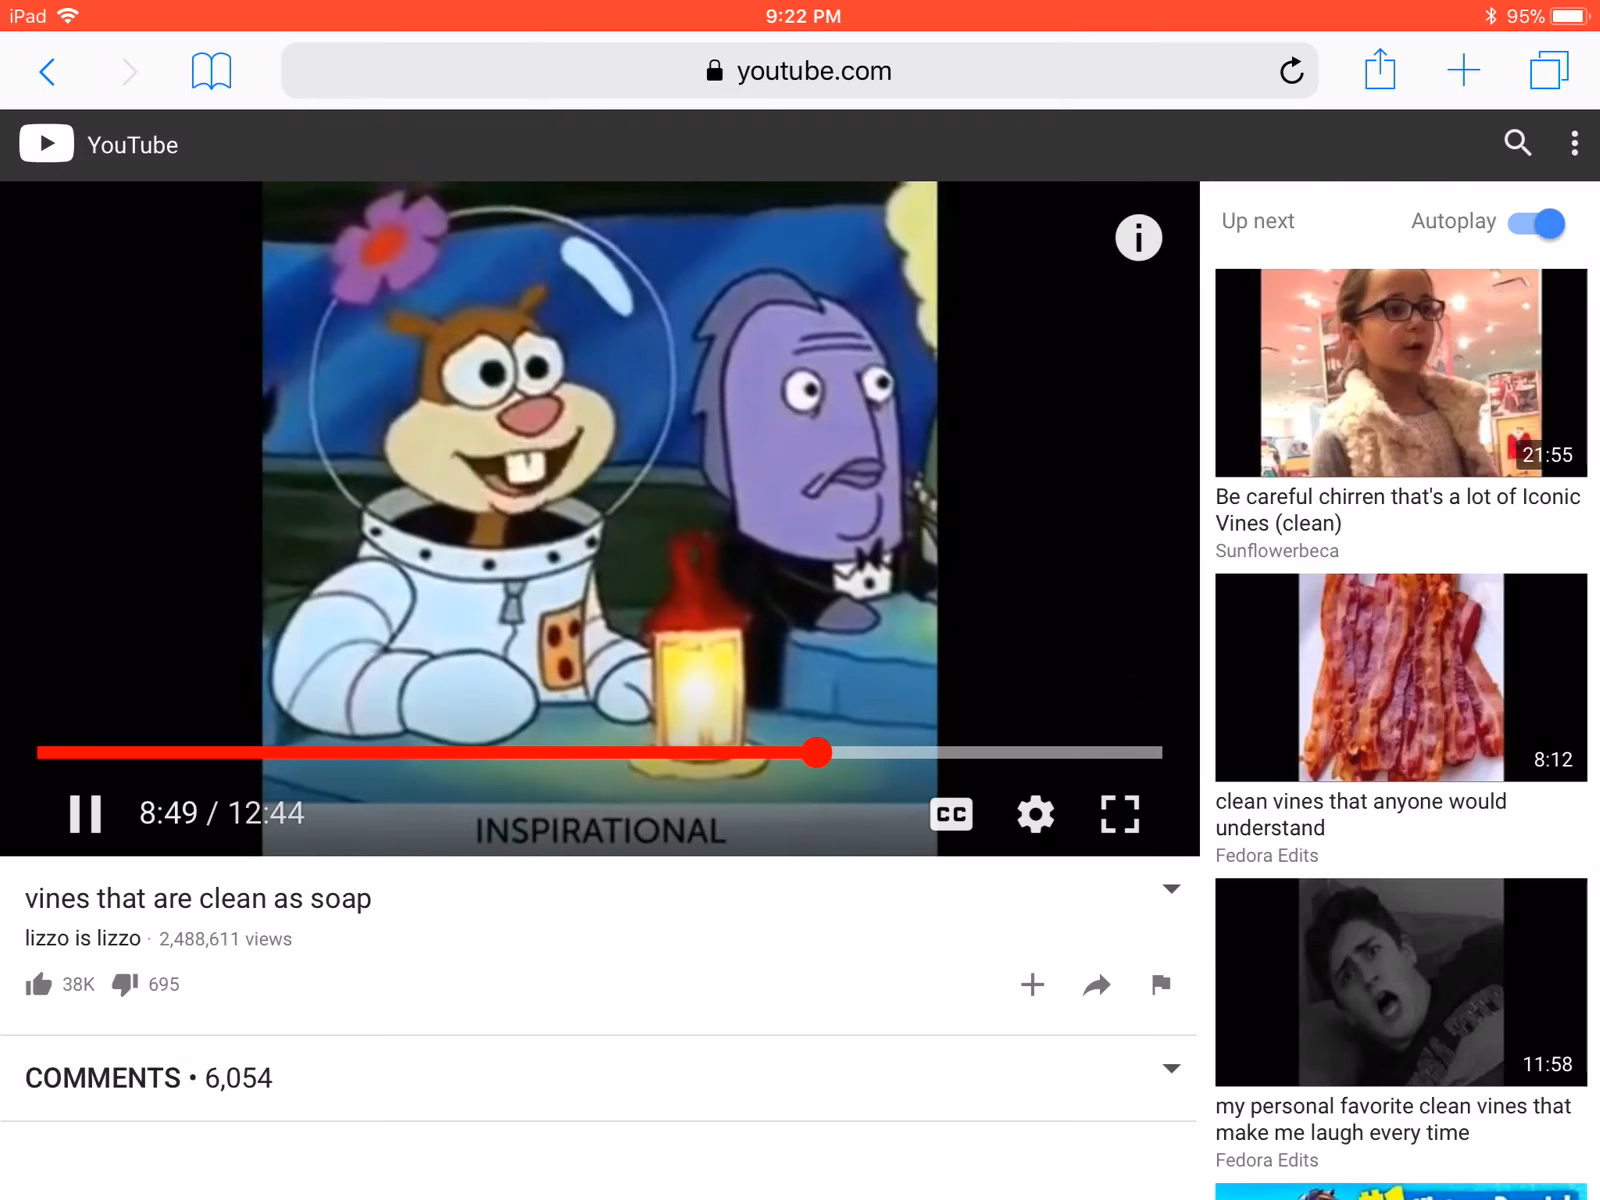 iPad
9:22 PM
95%
youtube.com
YouTube
Up next
Autoplay
21:55
Be careful chirren that's a lot of Iconic
Vines (clean)
Sunflowerbeca
8:12
clean vines that anyone would
understand
Fedora Edits
11:58
my personal favorite clean vines that
make me laugh every time
Fedora Edits
8:49 / 12:44
CC
INSPIRATIONAL
vines that are clean as soap
lizzo is lizzo · 2,488,611 views
38K
695
COMMENTS • 6,054